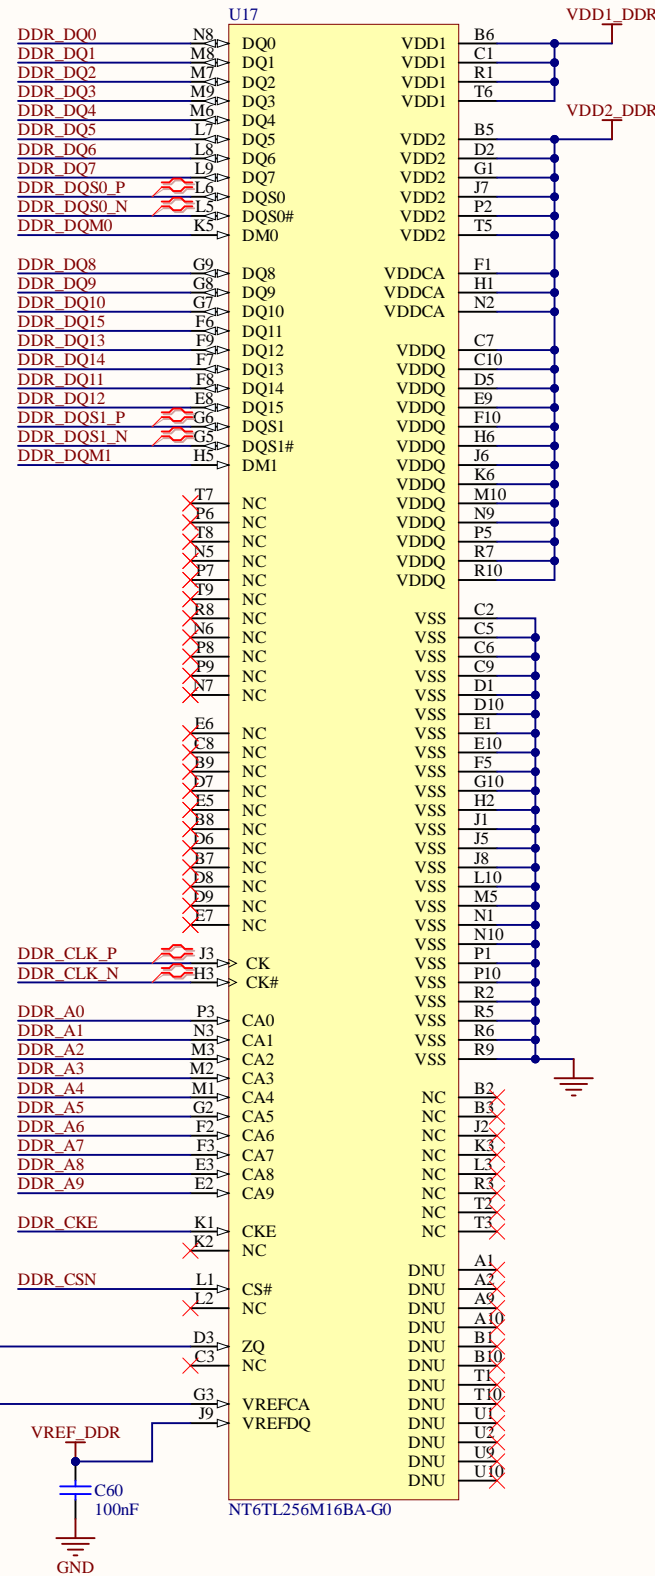 U17
VDD1_DDR
DDR_DQ0 N8 DQ0 VDD1 B6
DDR_DQ1 M8 DQ1 VDD1 C1
DDR_DQ2 M7 DQ2 VDD1 R1
DDR_DQ3 M9 DQ3 VDD1 T6
DDR_DQ4 M6 DQ4 VDD2_DDR
DDR_DQ5 L7 DQ5 VDD2 B5
DDR_DQ6 L8 DQ6 VDD2 D2
DDR_DQ7 L9 DQ7 VDD2 G1
DDR_DQS0_P L6 DQS0 VDD2 J7
DDR_DQS0_N L5 DQS0# VDD2 P2
DDR_DQM0 K5 DM0 VDD2 T5
DDR_DQ8 G9 DQ8 VDDCA F1
DDR_DQ9 G8 DQ9 VDDCA H1
DDR_DQ10 G7 DQ10 VDDCA N2
DDR_DQ15 F6 DQ11
DDR_DQ13 F9 DQ12 VDDQ C7
DDR_DQ14 F7 DQ13 VDDQ C10
DDR_DQ11 F8 DQ14 VDDQ D5
DDR_DQ12 E8 DQ15 VDDQ E9
DDR_DQS1_P G6 DQS1 VDDQ F10
DDR_DQS1_N G5 DQS1# VDDQ H6
DDR_DQM1 H5 DM1 VDDQ J6
VDDQ K6
T7 NC VDDQ M10
P6 NC VDDQ N9
T8 NC VDDQ P5
N5 NC VDDQ R7
P7 NC VDDQ R10
T9 NC
R8 NC VSS C2
N6 NC VSS C5
P8 NC VSS C6
P9 NC VSS C9
N7 NC VSS D1
VSS D10
E6 NC VSS E1
C8 NC VSS E10
B9 NC VSS F5
D7 NC VSS G10
E5 NC VSS H2
B8 NC VSS J1
D6 NC VSS J5
B7 NC VSS J8
D8 NC VSS L10
D9 NC VSS M5
E7 NC VSS N1
VSS N10
DDR_CLK_P J3 CK VSS P1
DDR_CLK_N H3 CK# VSS P10
VSS R2
DDR_A0 P3 CA0 VSS R5
DDR_A1 N3 CA1 VSS R6
DDR_A2 M3 CA2 VSS R9
DDR_A3 M2 CA3
DDR_A4 M1 CA4 NC B2
DDR_A5 G2 CA5 NC B3
DDR_A6 F2 CA6 NC J2
DDR_A7 F3 CA7 NC K3
DDR_A8 E3 CA8 NC L3
DDR_A9 E2 CA9 NC R3
NC T2
DDR_CKE K1 CKE NC T3
K2 NC
DNU A1
DDR_CSN L1 CS# DNU A2
L2 NC DNU A9
DNU A10
D3 ZQ DNU B1
C3 NC DNU B10
DNU T1
G3 VREFCA DNU T10
J9 VREFDQ DNU U1
VREF_DDR DNU U2
DNU U9
DNU U10
C60
100nF
NT6TL256M16BA-G0
GND